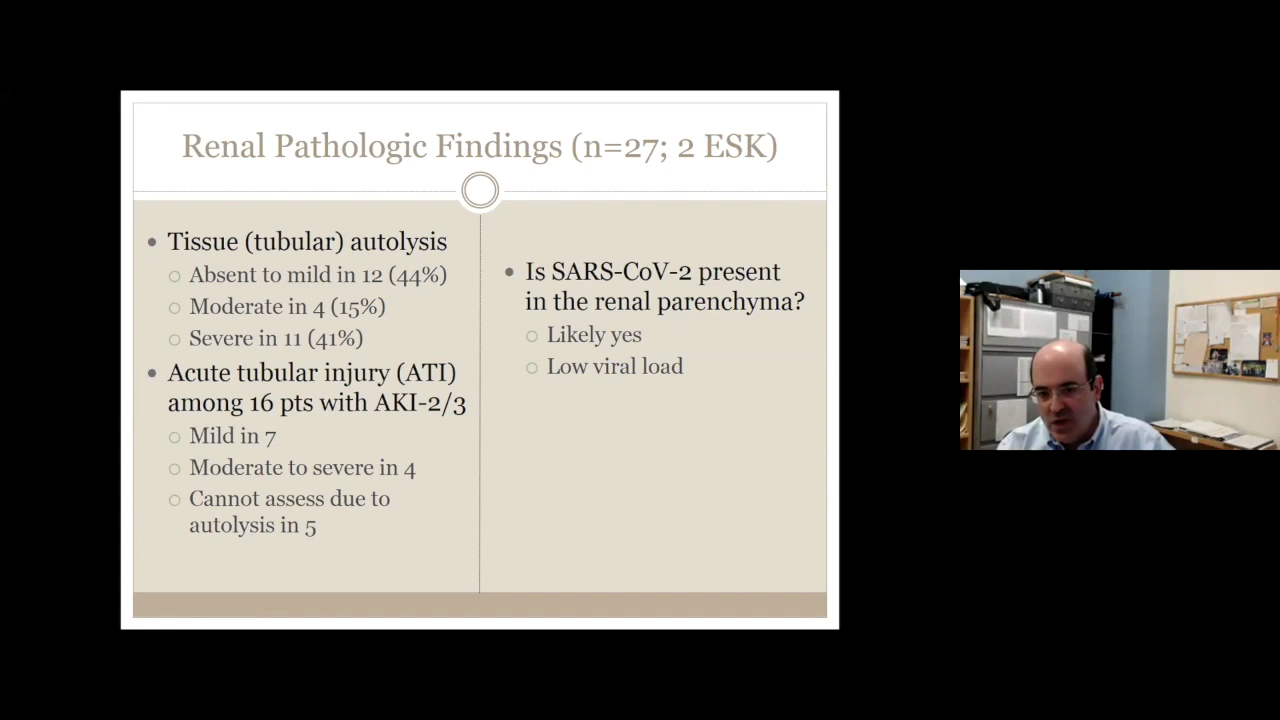 Renal Pathologic Findings (n=27; 2 ESK)
Tissue (tubular) autolysis
Absent to mild in 12 (44%)
Moderate in 4 (15%)
Severe in 11 (41%)
Acute tubular injury (ATI)
among 16 pts with AKI-2/3
Mild in 7
Moderate to severe in 4
Cannot assess due to
autolysis in 5
Is SARS-CoV-2 present
in the renal parenchyma?
Likely yes
Low viral load